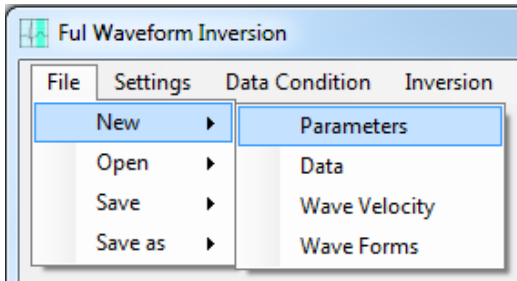 Ful Waveform Inversion
File Settings Data Condition Inversion
New Parameters
Open Data
Save Wave Velocity
Save as Wave Forms